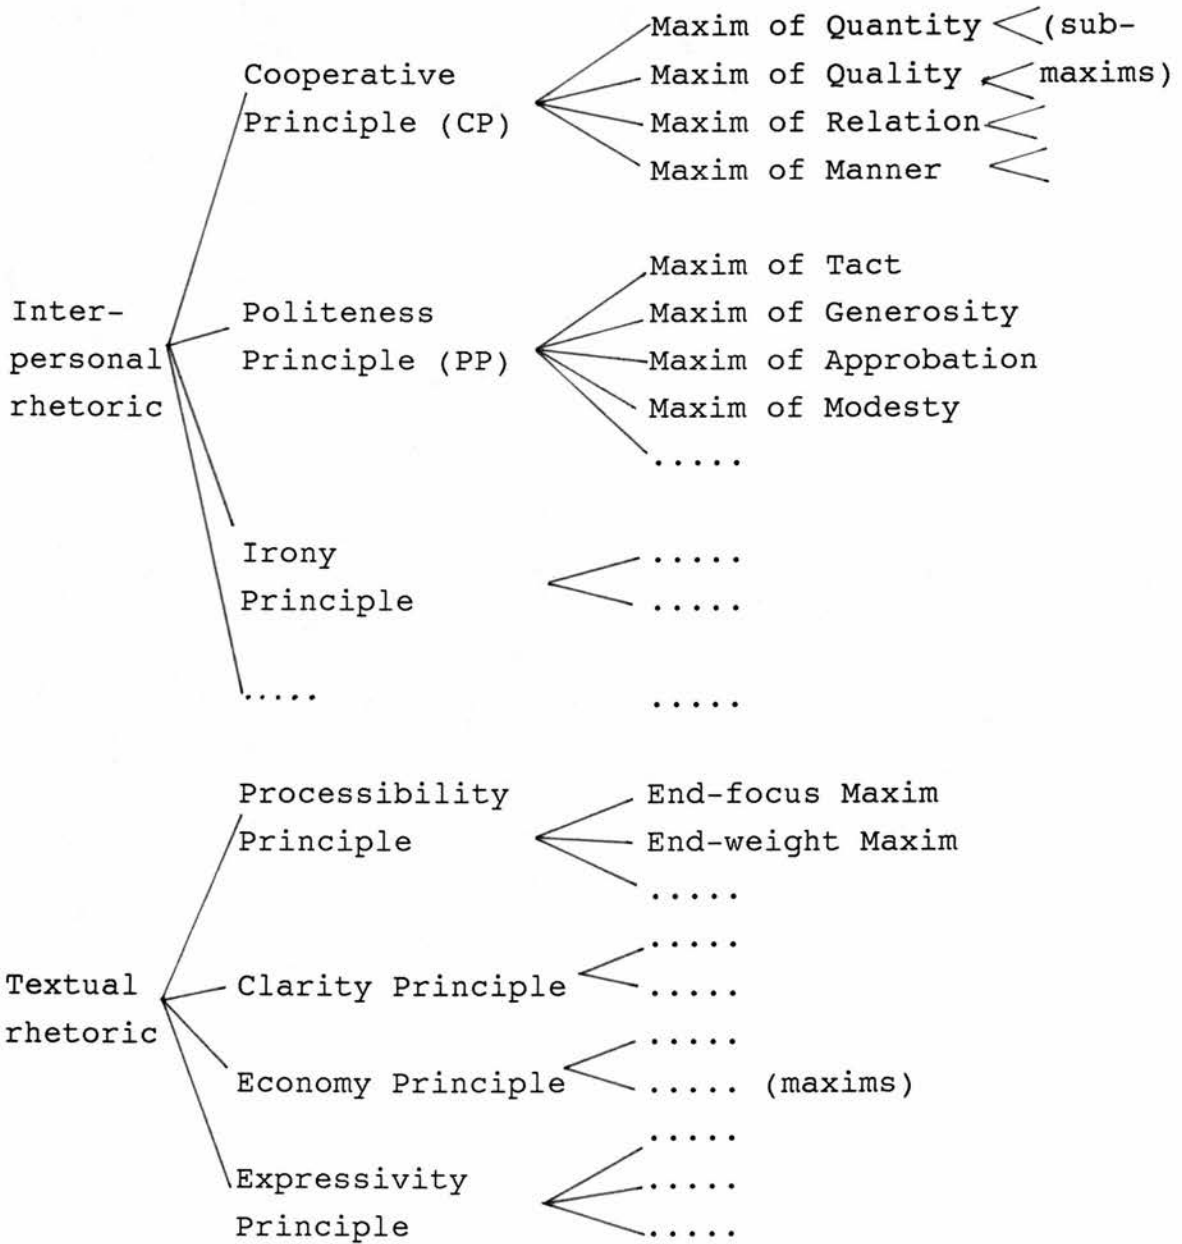 Maxim of Quantity (sub-
Cooperative Maxim of Quality maxims)
Principle (CP) Maxim of Relation
Maxim of Manner
Maxim of Tact
Inter- Politeness Maxim of Generosity
personal Principle (PP) Maxim of Approbation
rhetoric Maxim of Modesty
.....
Irony .....
Principle .....
..... .....
Processibility End-focus Maxim
Principle End-weight Maxim
.....
.....
Textual Clarity Principle .....
rhetoric
.....
Economy Principle ..... (maxims)
.....
Expressivity .....
Principle .....